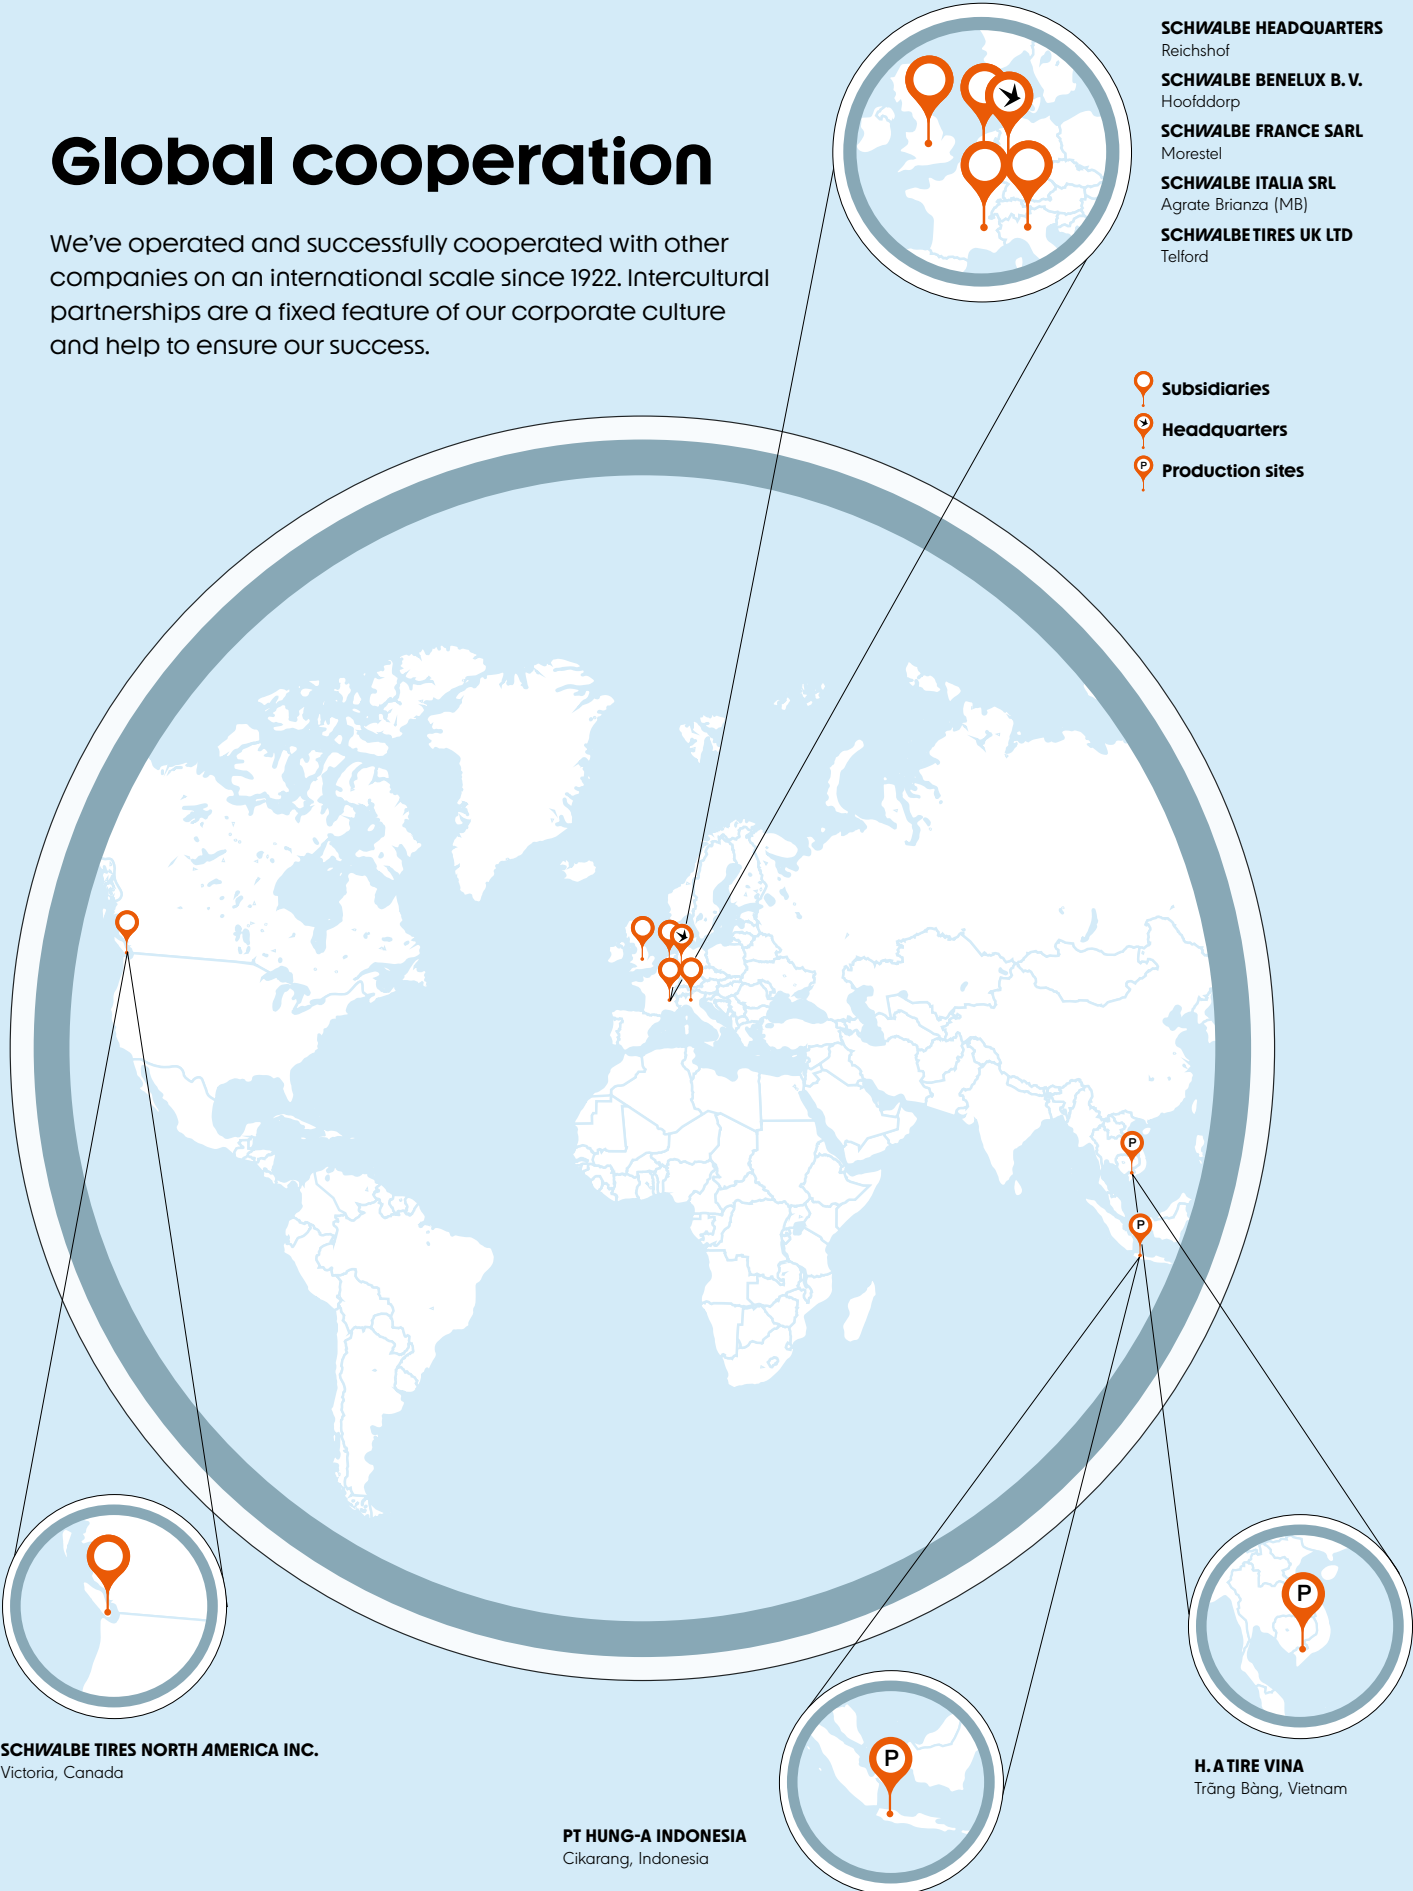 Global cooperation
We've operated and successfully cooperated with other
companies on an international scale since 1922. Intercultural
partnerships are a fixed feature of our corporate culture
and help to ensure our success.
SCHWALBE HEADQUARTERS
Reichshof
SCHWALBE BENELUX B. V.
Hoofddorp
SCHWALBE FRANCE SARL
Morestel
SCHWALBE ITALIA SRL
Agrate Brianza (MB)
SCHWALBE TIRES UK LTD
Telford
Subsidiaries
Headquarters
P Production sites
P
P
P
P
SCHWALBE TIRES NORTH AMERICA INC.
Victoria, Canada
H. A TIRE VINA
Trãng Bàng, Vietnam
PT HUNG-A INDONESIA
Cikarang, Indonesia